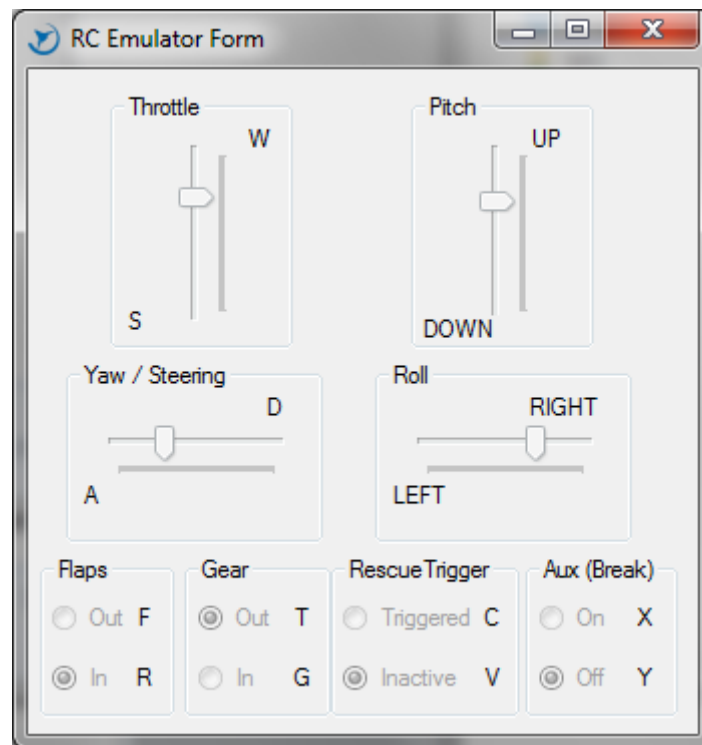 RC Emulator Form
Throttle
W
S
Pitch
UP
DOWN
Yaw / Steering
D
A
Roll
RIGHT
LEFT
Flaps
Out F
In R
Gear
Out T
In G
Rescue Trigger
Triggered C
Inactive V
Aux (Break)
On X
Off Y